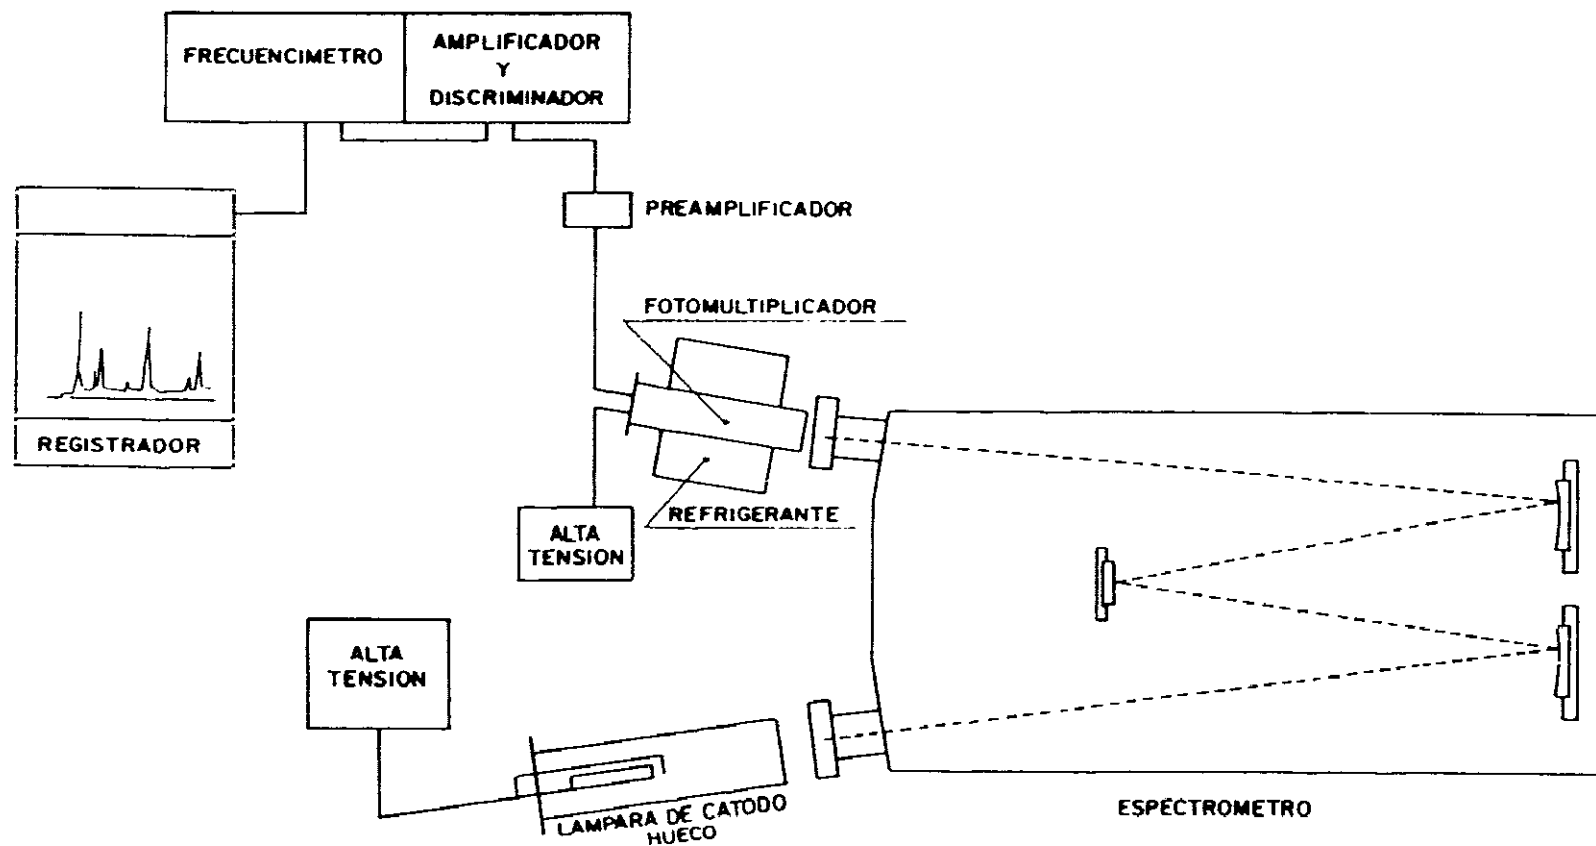 FRECUENCIMETRO
AMPLIFICADOR
Y
DISCRIMINADOR
PREAMPLIFICADOR
FOTOMULTIPLICADOR
REGISTRADOR
REFRIGERANTE
ALTA
TENSION
ALTA
TENSION
LAMPARA DE CATODO
HUECO
ESPECTROMETRO